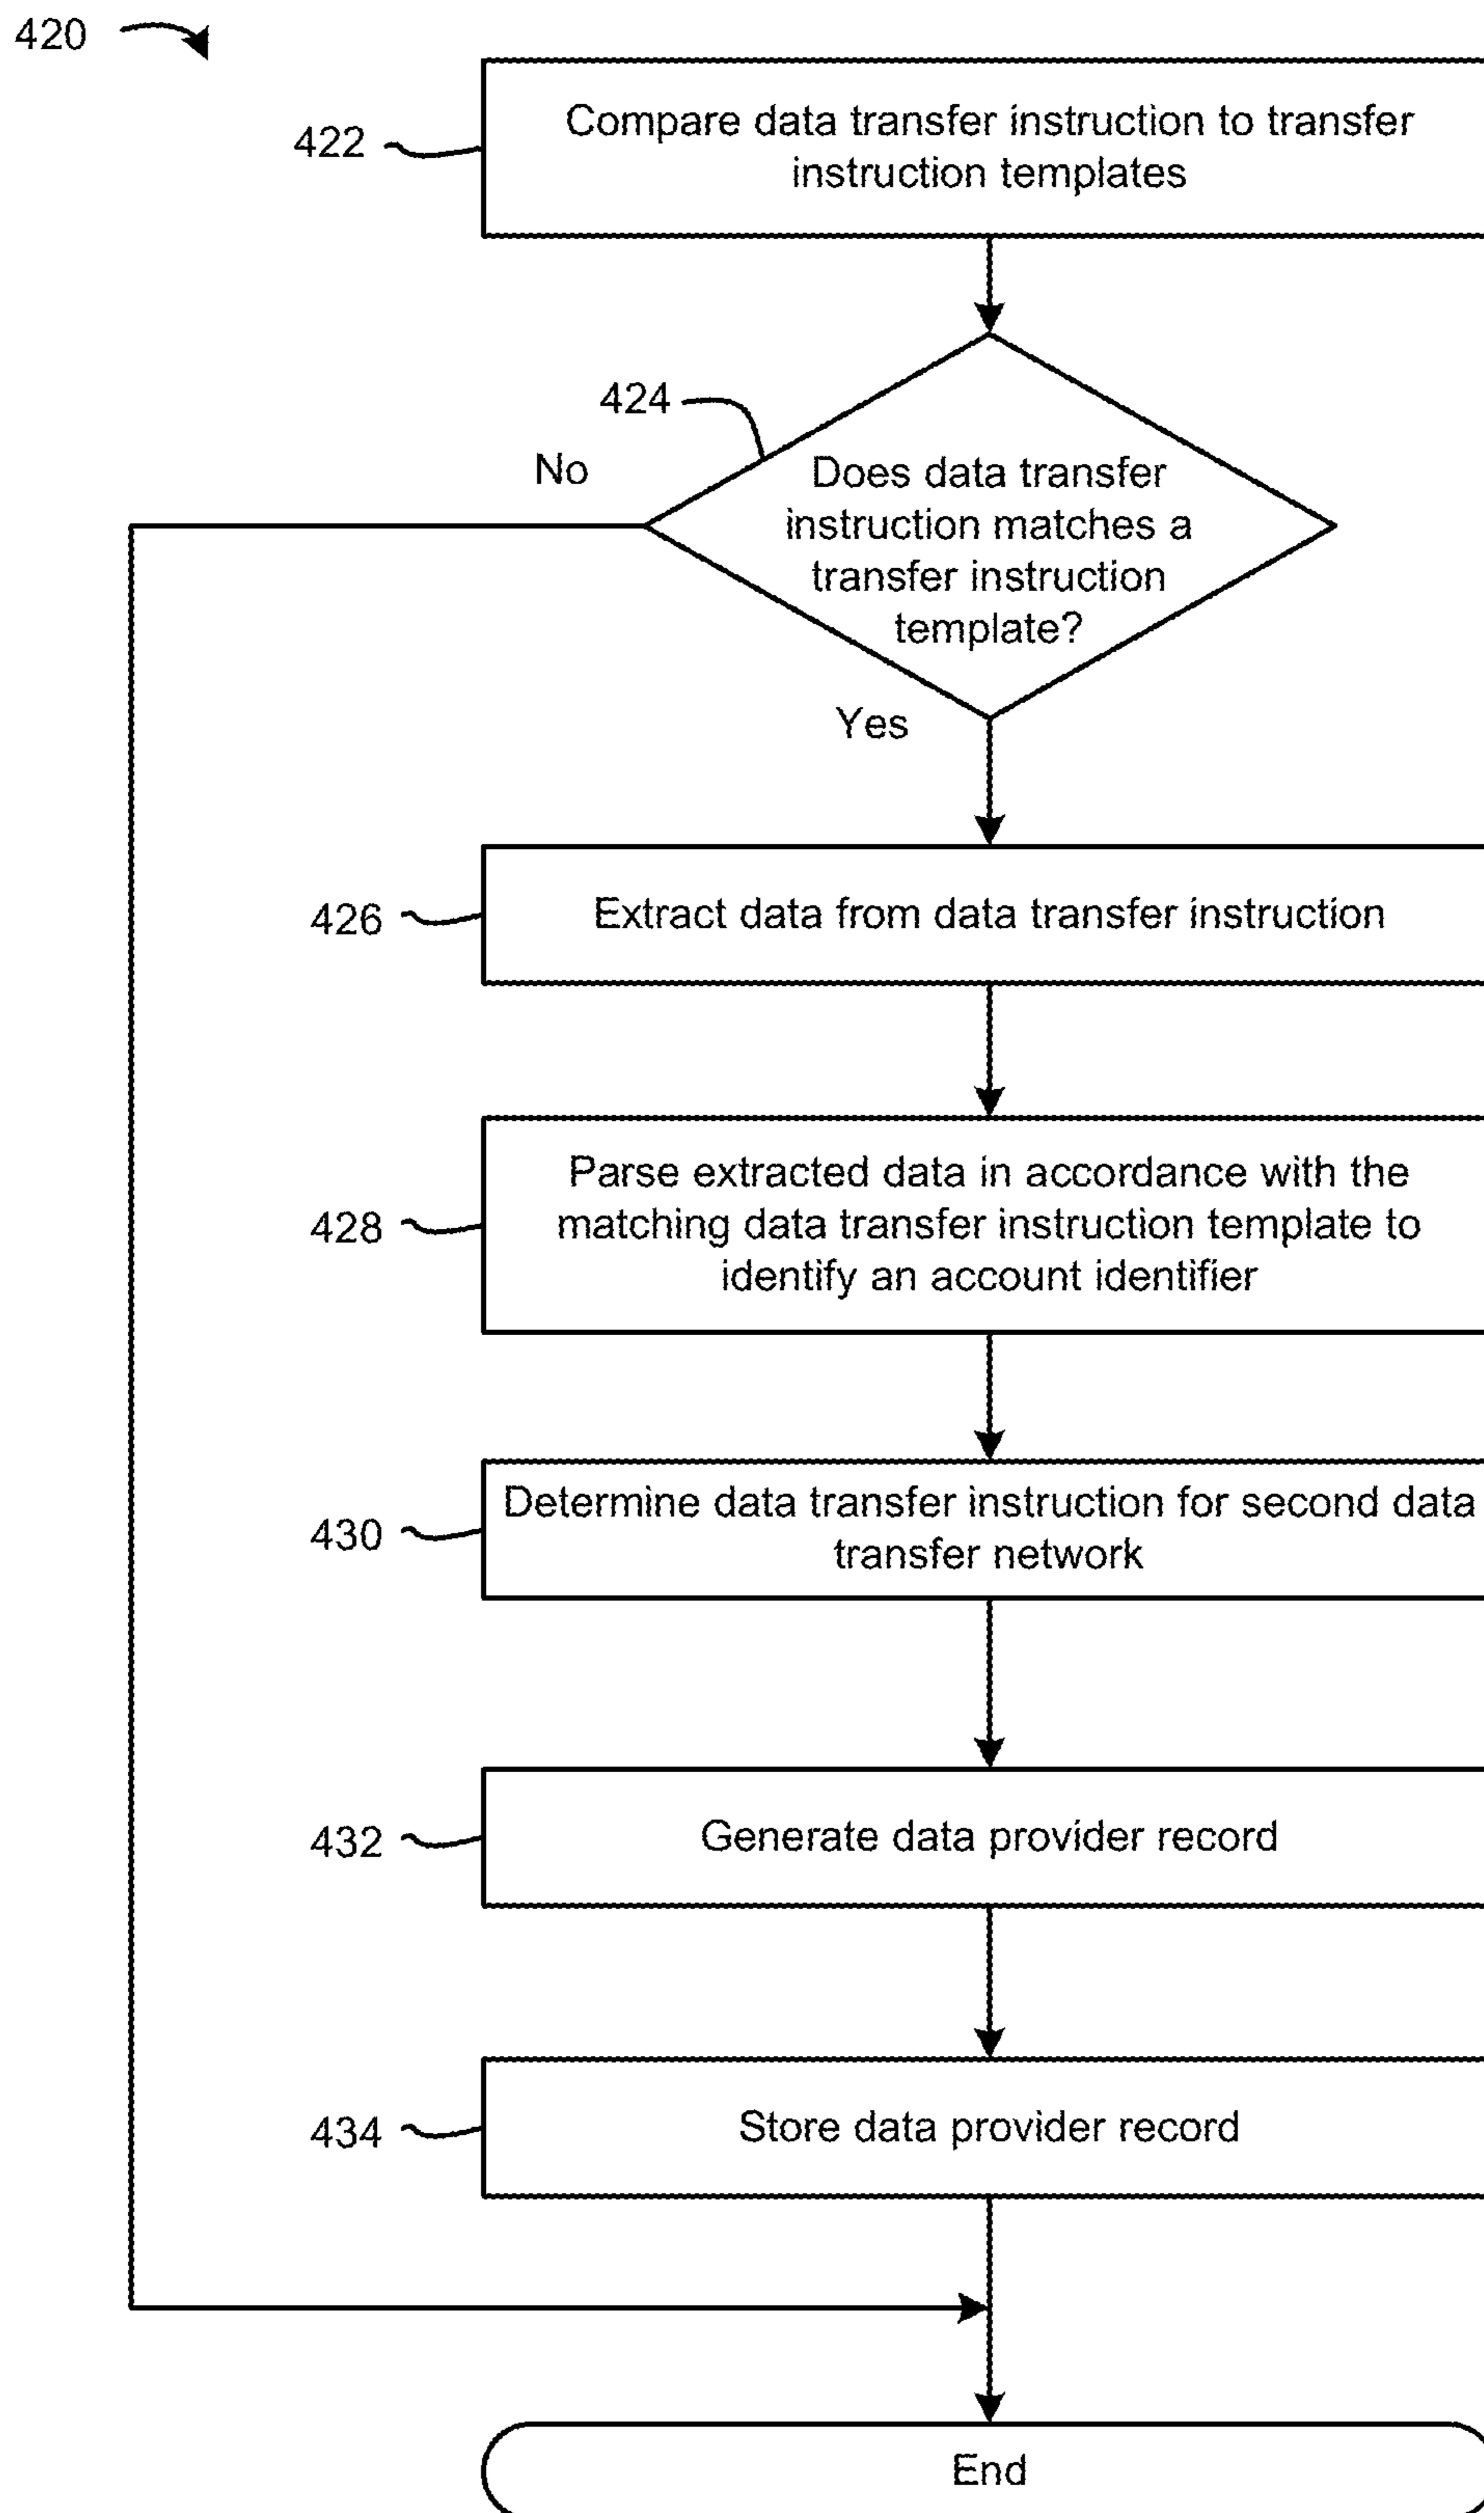 420
422
Compare data transfer instruction to transfer
instruction templates
424
No
Does data transfer
instruction matches a
transfer instruction
template?
Yes
426
Extract data from data transfer instruction
428
Parse extracted data in accordance with the
matching data transfer instruction template to
identify an account identifier
430
Determine data transfer instruction for second data
transfer network
432
Generate data provider record
434
Store data provider record
End